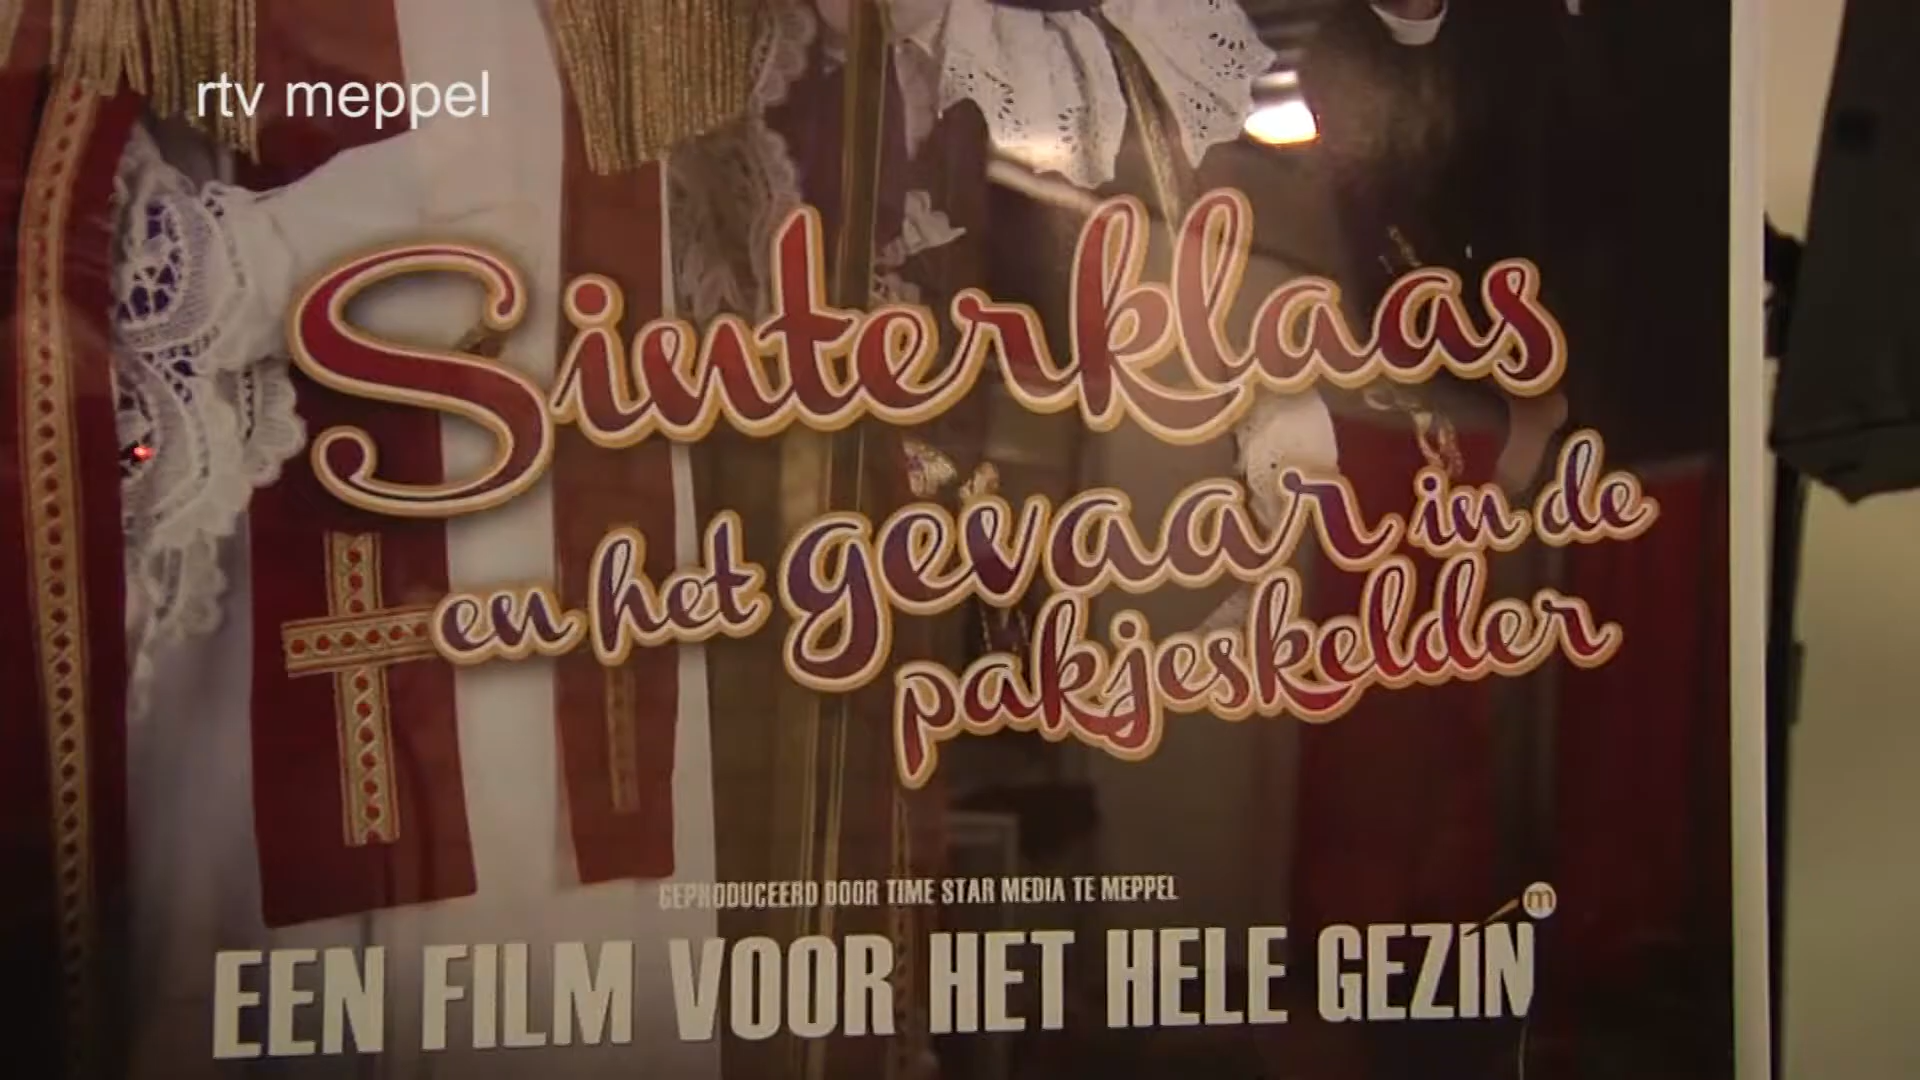 rtv meppel
Sinterklaas
en het gevaar in de
pakjeskelder
GEPRODUCEERD DOOR TIME STAR MEDIA TE MEPPEL
m
EEN FILM VOOR HET HELE GEZIN